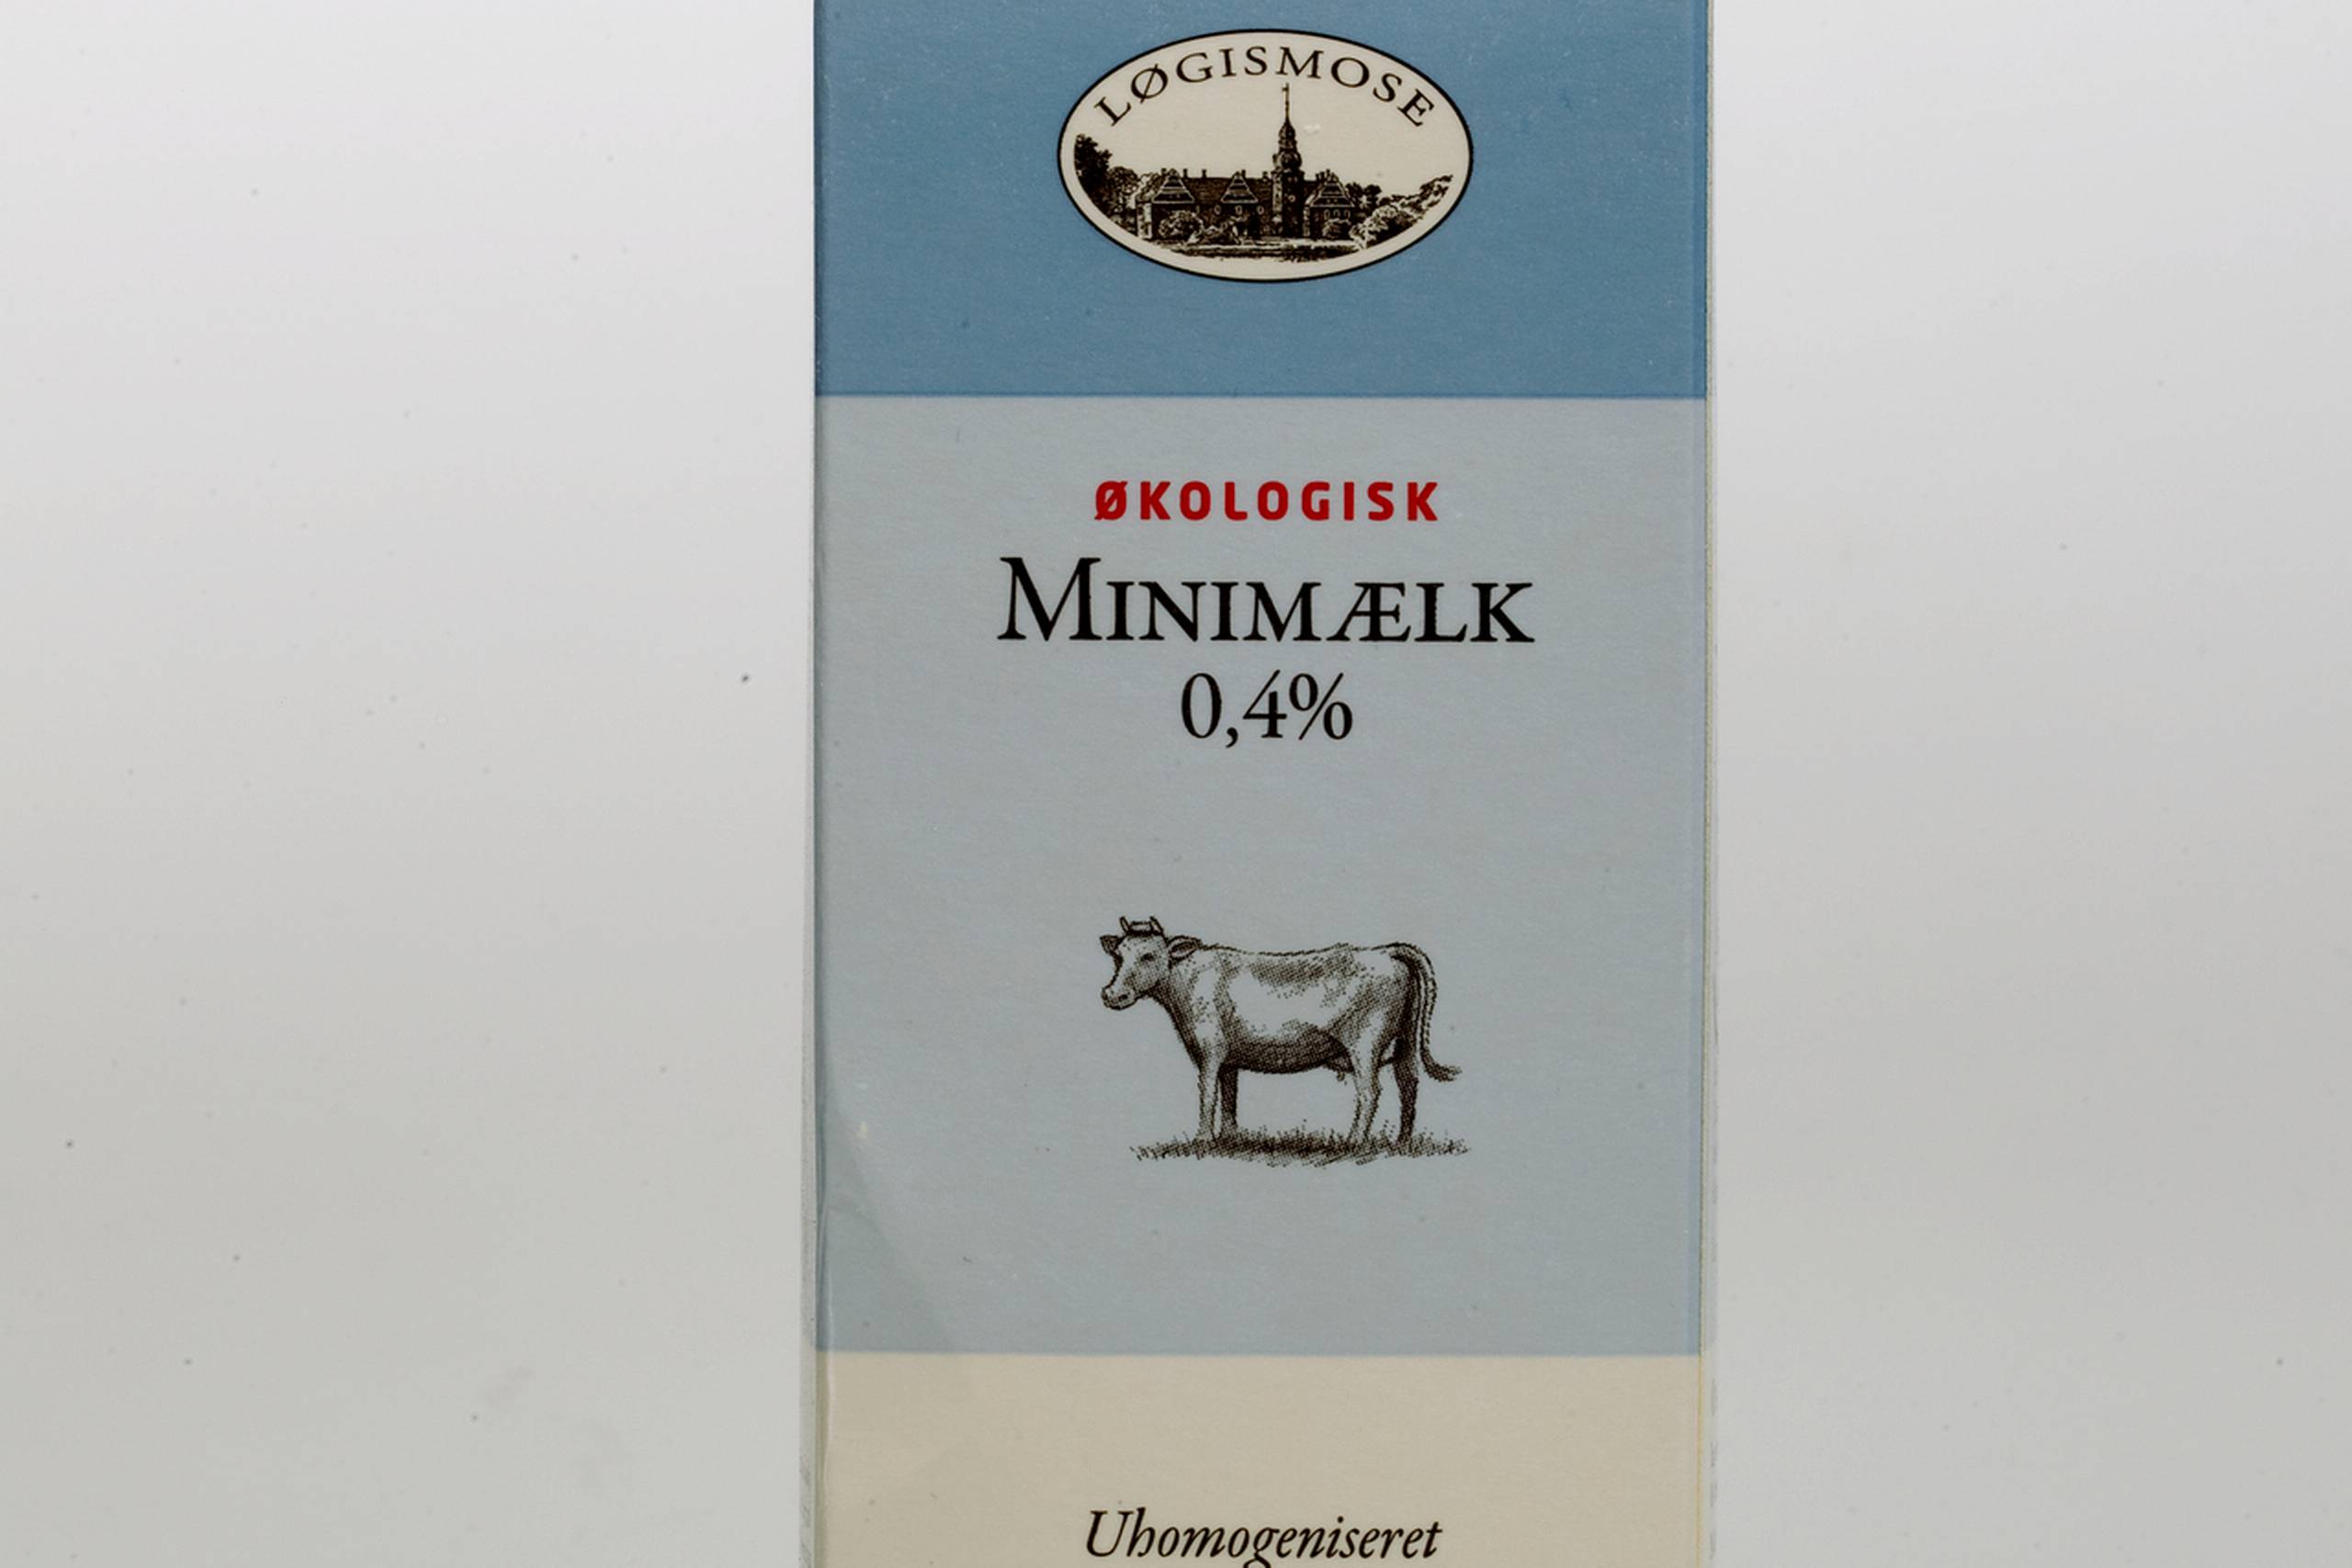 LØGISMOSE
ØKOLOGISK
MINIMÆLK
0,4%
Uhomogeniseret